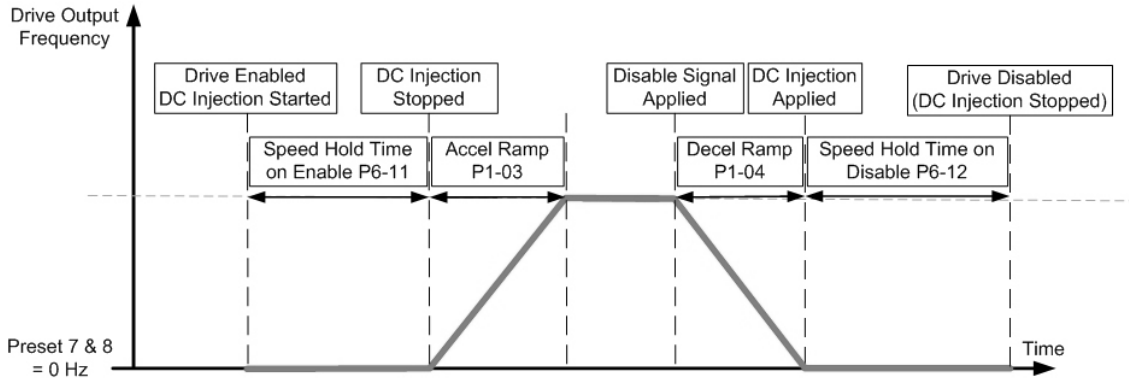 Drive Output
Frequency
Drive Enabled
DC Injection Started
DC Injection
Stopped
Disable Signal
Applied
DC Injection
Applied
Drive Disabled
(DC Injection Stopped)
Speed Hold Time
on Enable P6-11
Accel Ramp
P1-03
Decel Ramp
P1-04
Speed Hold Time on
Disable P6-12
Preset 7 & 8
= 0 Hz
Time